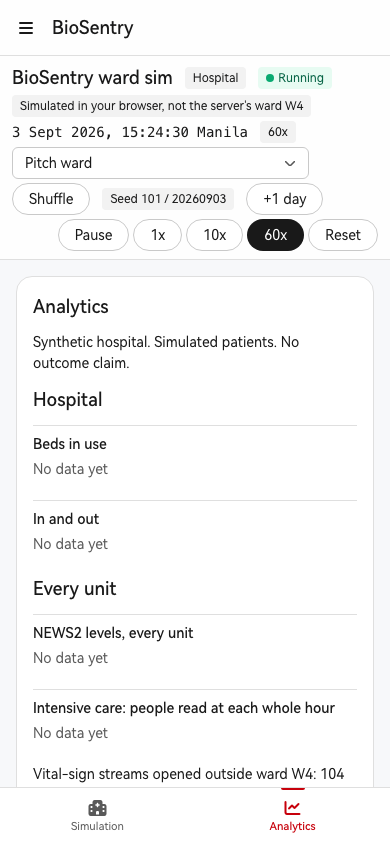 BioSentry
BioSentry ward sim Hospital Running
Simulated in your browser, not the server's ward W4
3 Sept 2026, 15:24:30 Manila 60x
Pitch ward
Shuffle Seed 101 / 20260903 +1 day
Pause 1x 10x 60x Reset
Analytics
Synthetic hospital. Simulated patients. No
outcome claim.
Hospital
Beds in use
No data yet
In and out
No data yet
Every unit
NEWS2 levels, every unit
No data yet
Intensive care: people read at each whole hour
No data yet
Vital-sign streams opened outside ward W4: 104
Simulation Analytics